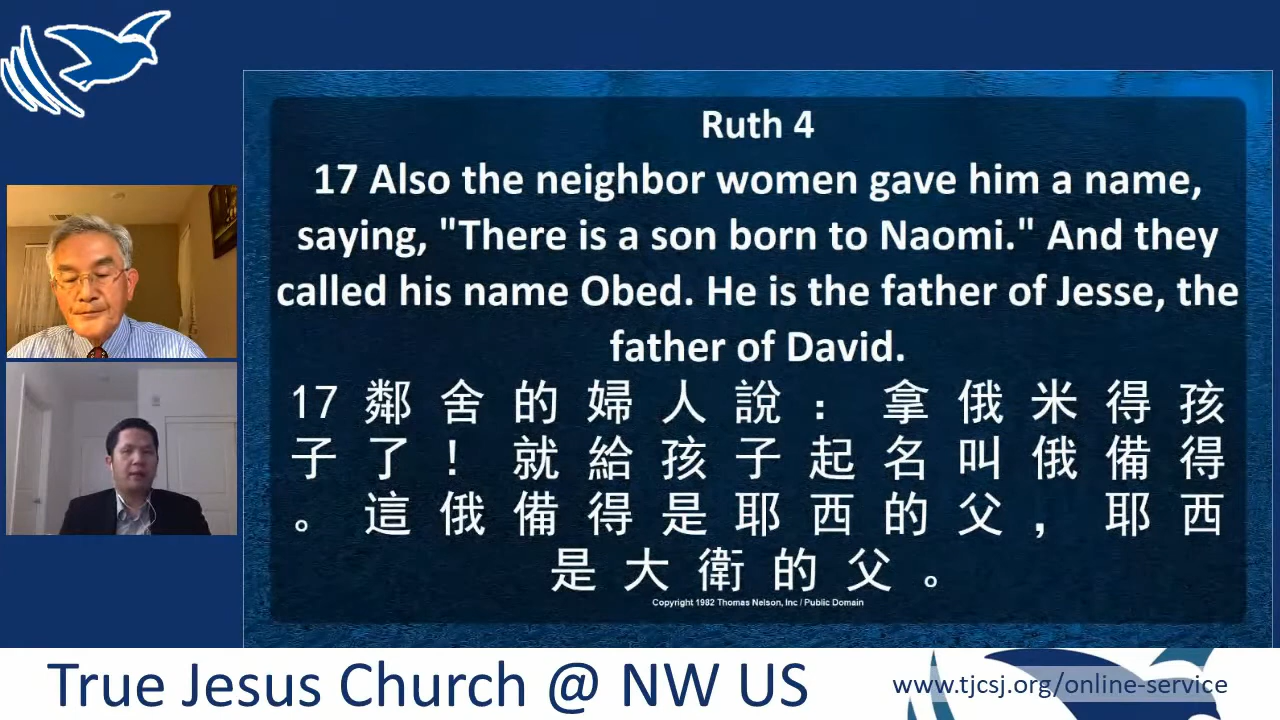 Ruth 4
17 Also the neighbor women gave him a name,
saying, "There is a son born to Naomi." And they
called his name Obed. He is the father of Jesse, the
father of David.
17 鄰舍的婦人說：拿俄米得孩
子了！就給孩子起名叫俄備得
。這俄備得是耶西的父，耶西
是大衛的父。
Copyright 1982 Thomas Nelson, Inc / Public Domain
True Jesus Church @ NW US
www.tjcsj.org/online-service